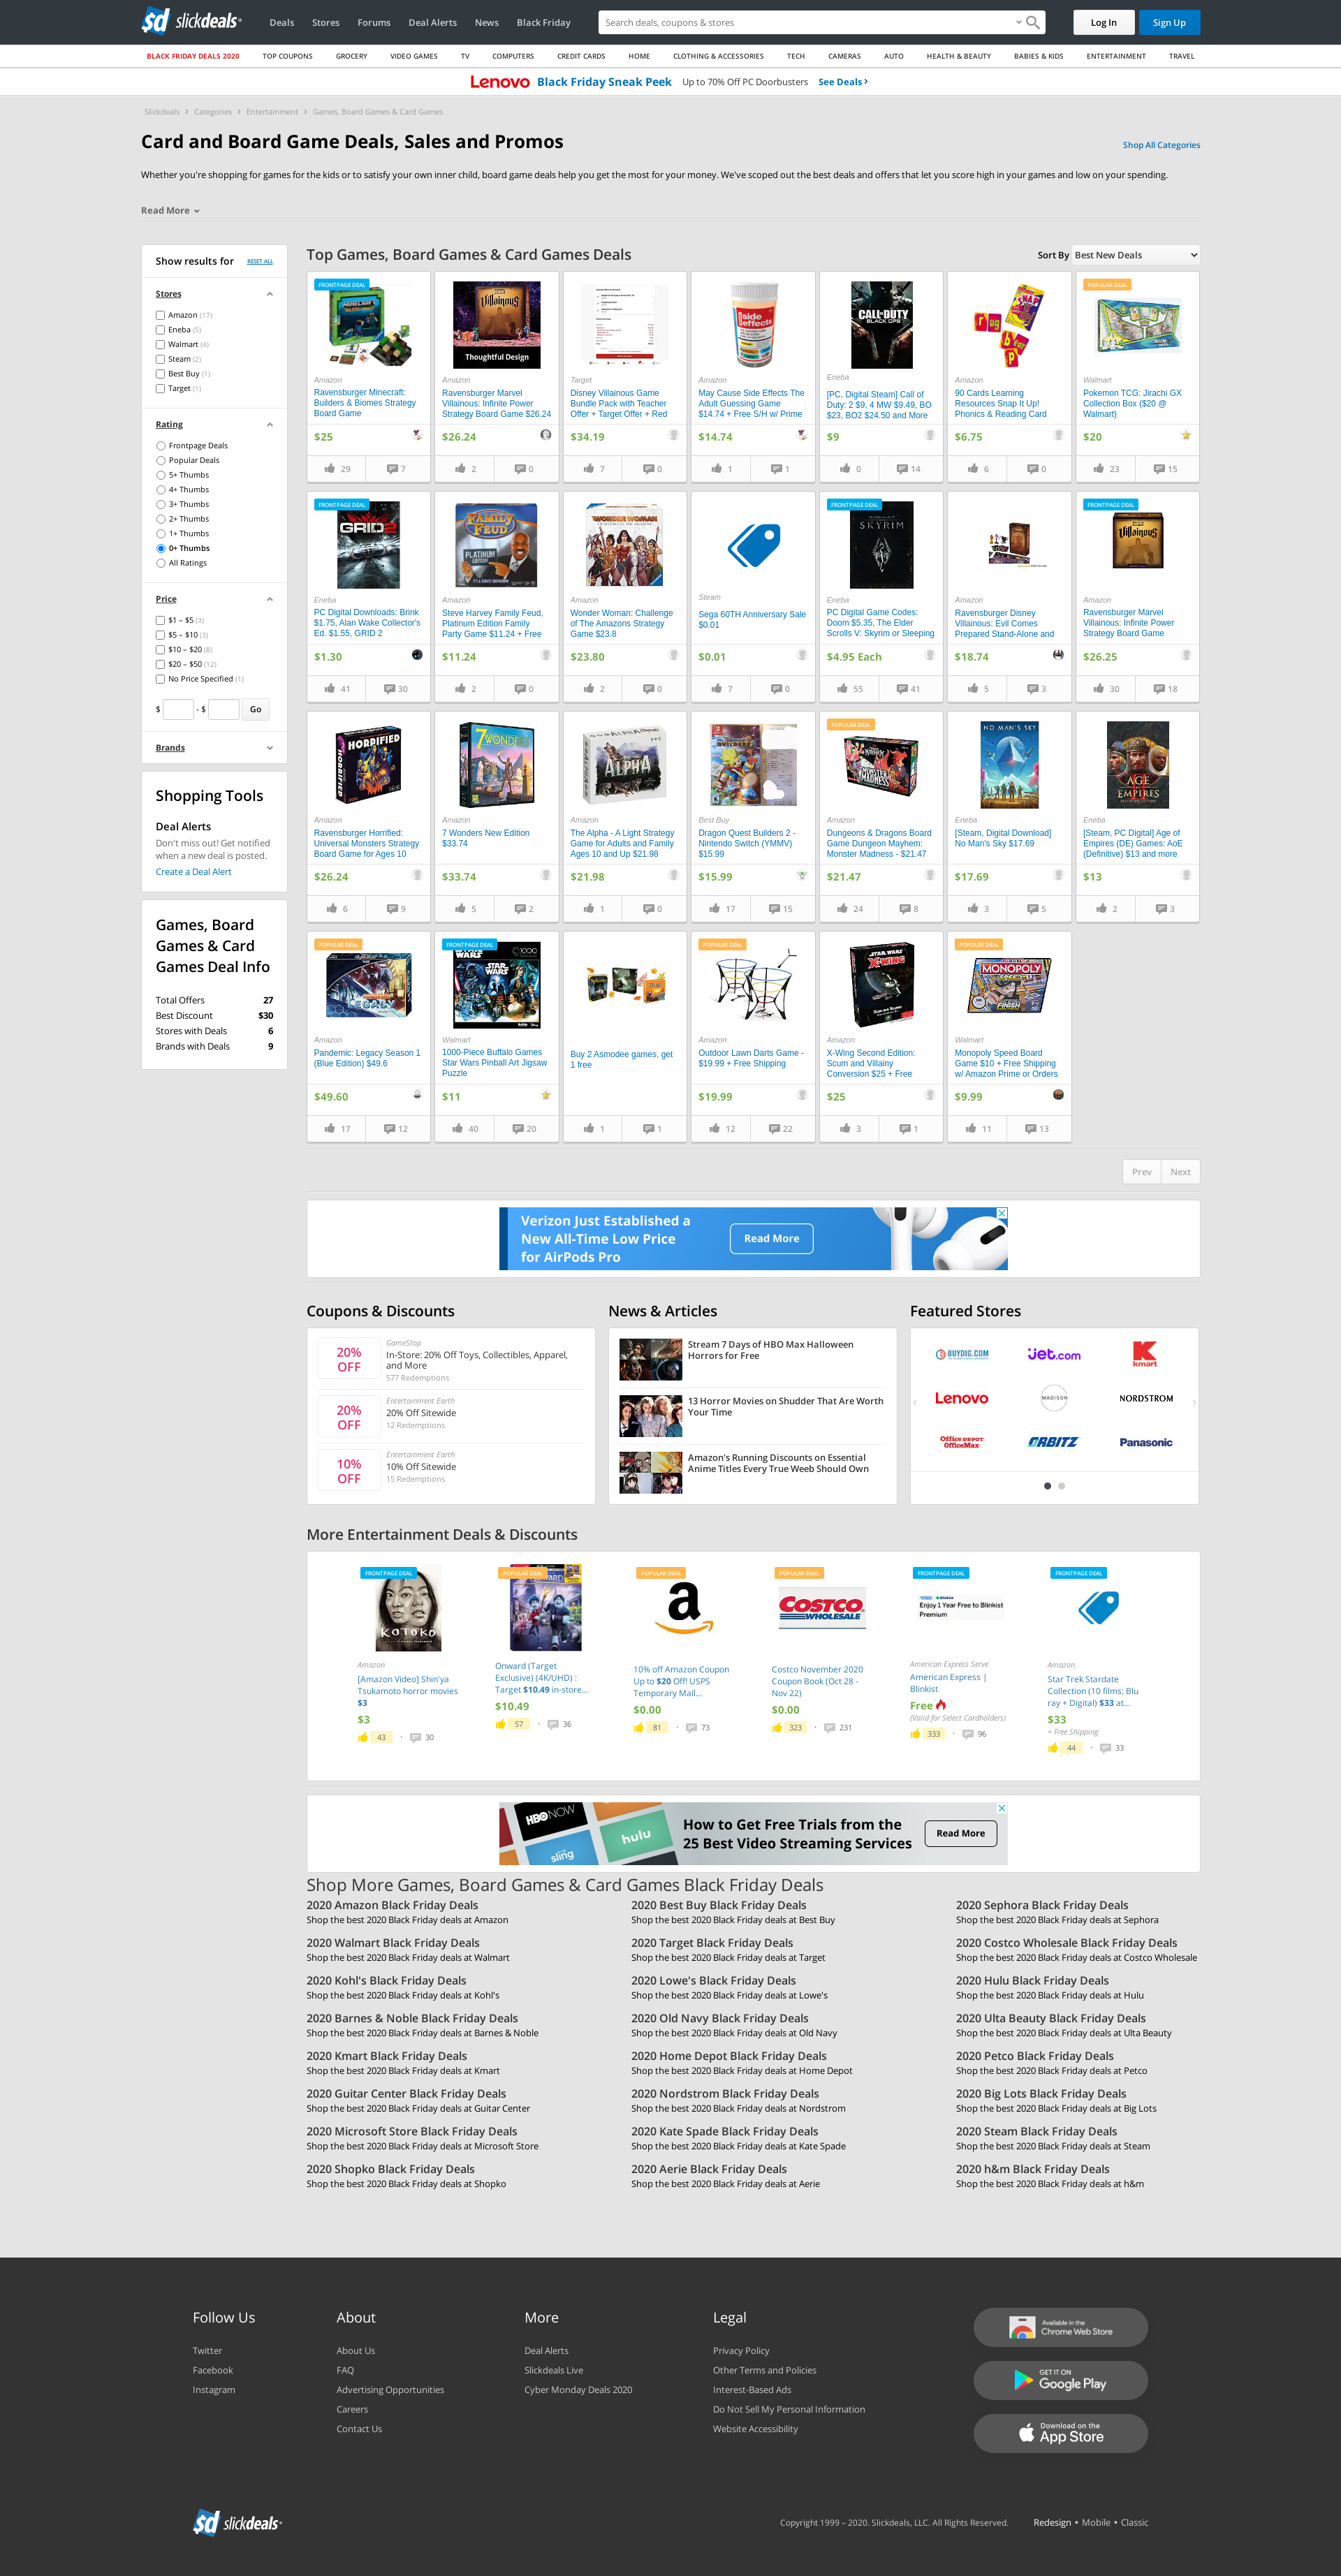 slickdeals
Deals
Stores
Forums
Deal Alerts
News
Black Friday
Search deals, coupons & stores
Log In
Sign Up
BLACK FRIDAY DEALS 2020
TOP COUPONS
GROCERY
VIDEO GAMES
TV
COMPUTERS
CREDIT CARDS
HOME
CLOTHING & ACCESSORIES
TECH
CAMERAS
AUTO
HEALTH & BEAUTY
BABIES & KIDS
ENTERTAINMENT
TRAVEL
Lenovo Black Friday Sneak Peek Up to 70% Off PC Doorbusters See Deals ›
Slickdeals › Categories › Entertainment › Games, Board Games & Card Games
Card and Board Game Deals, Sales and Promos
Shop All Categories
Whether you're shopping for games for the kids or to satisfy your own inner child, board game deals help you get the most for your money. We've scoped out the best deals and offers that let you score high in your games and low on your spending.
Read More
Show results for
RESET ALL
Stores
Amazon (17)
Eneba (5)
Walmart (4)
Steam (2)
Best Buy (1)
Target (1)
Rating
Frontpage Deals
Popular Deals
5+ Thumbs
4+ Thumbs
3+ Thumbs
2+ Thumbs
1+ Thumbs
0+ Thumbs
All Ratings
Price
$1 – $5 (3)
$5 – $10 (3)
$10 – $20 (8)
$20 – $50 (12)
No Price Specified (1)
$ - $ Go
Brands
Shopping Tools
Deal Alerts
Don't miss out! Get notified
when a new deal is posted.
Create a Deal Alert
Games, Board
Games & Card
Games Deal Info
Total Offers 27
Best Discount $30
Stores with Deals 6
Brands with Deals 9
Top Games, Board Games & Card Games Deals
Sort By Best New Deals
FRONTPAGE DEAL
Amazon
Ravensburger Minecraft:
Builders & Biomes Strategy
Board Game
$25
29 7
Villainous
Thoughtful Design
Amazon
Ravensburger Marvel
Villainous: Infinite Power
Strategy Board Game $26.24
$26.24
2 0
Target
Disney Villainous Game
Bundle Pack with Teacher
Offer + Target Offer + Red
$34.19
7 0
side effects
Amazon
May Cause Side Effects The
Adult Guessing Game
$14.74 + Free S/H w/ Prime
$14.74
1 1
CALL OF DUTY
BLACK OPS
Eneba
[PC, Digital Steam] Call of
Duty: 2 $9, 4 MW $9.49, BO
$23, BO2 $24.50 and More
$9
0 14
Amazon
90 Cards Learning
Resources Snap It Up!
Phonics & Reading Card
$6.75
6 0
POPULAR DEAL
Walmart
Pokemon TCG: Jirachi GX
Collection Box ($20 @
Walmart)
$20
23 15
FRONTPAGE DEAL
GRID 2
Eneba
PC Digital Downloads: Brink
$1.75, Alan Wake Collector's
Ed. $1.55, GRID 2
$1.30
41 30
FAMILY FEUD
PLATINUM EDITION
Amazon
Steve Harvey Family Feud,
Platinum Edition Family
Party Game $11.24 + Free
$11.24
2 0
WONDER WOMAN
Amazon
Wonder Woman: Challenge
of The Amazons Strategy
Game $23.8
$23.80
2 0
Steam
Sega 60TH Anniversary Sale
$0.01
$0.01
7 0
FRONTPAGE DEAL
SKYRIM
Eneba
PC Digital Game Codes:
Doom $5.35, The Elder
Scrolls V: Skyrim or Sleeping
$4.95 Each
55 41
Amazon
Ravensburger Disney
Villainous: Evil Comes
Prepared Stand-Alone and
$18.74
5 3
FRONTPAGE DEAL
Villainous
Amazon
Ravensburger Marvel
Villainous: Infinite Power
Strategy Board Game
$26.25
30 18
HORRIFIED
Amazon
Ravensburger Horrified:
Universal Monsters Strategy
Board Game for Ages 10
$26.24
6 9
7 WONDERS
Amazon
7 Wonders New Edition
$33.74
$33.74
5 2
ALPHA
Amazon
The Alpha - A Light Strategy
Game for Adults and Family
Ages 10 and Up $21.98
$21.98
1 0
BUILDERS
Best Buy
Dragon Quest Builders 2 -
Nintendo Switch (YMMV)
$15.99
$15.99
17 15
POPULAR DEAL
MONSTER MADNESS
Amazon
Dungeons & Dragons Board
Game Dungeon Mayhem:
Monster Madness - $21.47
$21.47
24 8
NO MAN'S SKY
Eneba
[Steam, Digital Download]
No Man's Sky $17.69
$17.69
3 5
AGE of EMPIRES
Eneba
[Steam, PC Digital] Age of
Empires (DE) Games: AoE
(Definitive) $13 and more
$13
2 3
POPULAR DEAL
Amazon
Pandemic: Legacy Season 1
(Blue Edition) $49.6
$49.60
17 12
FRONTPAGE DEAL
STAR WARS
Walmart
1000-Piece Buffalo Games
Star Wars Pinball Art Jigsaw
Puzzle
$11
40 20
Buy 2 Asmodee games, get
1 free
1 1
POPULAR DEAL
Amazon
Outdoor Lawn Darts Game -
$19.99 + Free Shipping
$19.99
12 22
STAR WARS
X-WING
Amazon
X-Wing Second Edition:
Scum and Villainy
Conversion $25 + Free
$25
3 1
POPULAR DEAL
MONOPOLY
Walmart
Monopoly Speed Board
Game $10 + Free Shipping
w/ Amazon Prime or Orders
$9.99
11 13
Prev Next
Verizon Just Established a
New All-Time Low Price
for AirPods Pro
Read More
Coupons & Discounts
20% OFF
GameStop
In-Store: 20% Off Toys, Collectibles, Apparel,
and More
577 Redemptions
20% OFF
Entertainment Earth
20% Off Sitewide
12 Redemptions
10% OFF
Entertainment Earth
10% Off Sitewide
15 Redemptions
News & Articles
Stream 7 Days of HBO Max Halloween
Horrors for Free
13 Horror Movies on Shudder That Are Worth
Your Time
Amazon's Running Discounts on Essential
Anime Titles Every True Weeb Should Own
Featured Stores
BUYDIG.COM
jet.com
kmart
Lenovo
MADISON
NORDSTROM
Office DEPOT
OfficeMax
ORBITZ
Panasonic
More Entertainment Deals & Discounts
FRONTPAGE DEAL
KOTOKO
Amazon
[Amazon Video] Shin'ya
Tsukamoto horror movies
$3
$3
43 · 30
POPULAR DEAL
Onward (Target
Exclusive) (4K/UHD) :
Target $10.49 in-store...
$10.49
57 · 36
POPULAR DEAL
10% off Amazon Coupon
Up to $20 Off! USPS
Temporary Mail...
$0.00
81 · 73
POPULAR DEAL
COSTCO WHOLESALE
Costco November 2020
Coupon Book (Oct 28 -
Nov 22)
$0.00
323 · 231
FRONTPAGE DEAL
Enjoy 1 Year Free to Blinkist
Premium
American Express Serve
American Express |
Blinkist
Free
(Valid for Select Cardholders)
333 · 96
FRONTPAGE DEAL
Amazon
Star Trek Stardate
Collection (10 films; Blu
ray + Digital) $33 at...
$33
+ Free Shipping
44 · 33
HBO NOW
hulu
sling
How to Get Free Trials from the
25 Best Video Streaming Services
Read More
Shop More Games, Board Games & Card Games Black Friday Deals
2020 Amazon Black Friday Deals
Shop the best 2020 Black Friday deals at Amazon
2020 Best Buy Black Friday Deals
Shop the best 2020 Black Friday deals at Best Buy
2020 Sephora Black Friday Deals
Shop the best 2020 Black Friday deals at Sephora
2020 Walmart Black Friday Deals
Shop the best 2020 Black Friday deals at Walmart
2020 Target Black Friday Deals
Shop the best 2020 Black Friday deals at Target
2020 Costco Wholesale Black Friday Deals
Shop the best 2020 Black Friday deals at Costco Wholesale
2020 Kohl's Black Friday Deals
Shop the best 2020 Black Friday deals at Kohl's
2020 Lowe's Black Friday Deals
Shop the best 2020 Black Friday deals at Lowe's
2020 Hulu Black Friday Deals
Shop the best 2020 Black Friday deals at Hulu
2020 Barnes & Noble Black Friday Deals
Shop the best 2020 Black Friday deals at Barnes & Noble
2020 Old Navy Black Friday Deals
Shop the best 2020 Black Friday deals at Old Navy
2020 Ulta Beauty Black Friday Deals
Shop the best 2020 Black Friday deals at Ulta Beauty
2020 Kmart Black Friday Deals
Shop the best 2020 Black Friday deals at Kmart
2020 Home Depot Black Friday Deals
Shop the best 2020 Black Friday deals at Home Depot
2020 Petco Black Friday Deals
Shop the best 2020 Black Friday deals at Petco
2020 Guitar Center Black Friday Deals
Shop the best 2020 Black Friday deals at Guitar Center
2020 Nordstrom Black Friday Deals
Shop the best 2020 Black Friday deals at Nordstrom
2020 Big Lots Black Friday Deals
Shop the best 2020 Black Friday deals at Big Lots
2020 Microsoft Store Black Friday Deals
Shop the best 2020 Black Friday deals at Microsoft Store
2020 Kate Spade Black Friday Deals
Shop the best 2020 Black Friday deals at Kate Spade
2020 Steam Black Friday Deals
Shop the best 2020 Black Friday deals at Steam
2020 Shopko Black Friday Deals
Shop the best 2020 Black Friday deals at Shopko
2020 Aerie Black Friday Deals
Shop the best 2020 Black Friday deals at Aerie
2020 h&m Black Friday Deals
Shop the best 2020 Black Friday deals at h&m
Follow Us
Twitter
Facebook
Instagram
About
About Us
FAQ
Advertising Opportunities
Careers
Contact Us
More
Deal Alerts
Slickdeals Live
Cyber Monday Deals 2020
Legal
Privacy Policy
Other Terms and Policies
Interest-Based Ads
Do Not Sell My Personal Information
Website Accessibility
Available in the
Chrome Web Store
GET IT ON
Google Play
Download on the
App Store
slickdeals
Copyright 1999 – 2020. Slickdeals, LLC. All Rights Reserved.
Redesign • Mobile • Classic